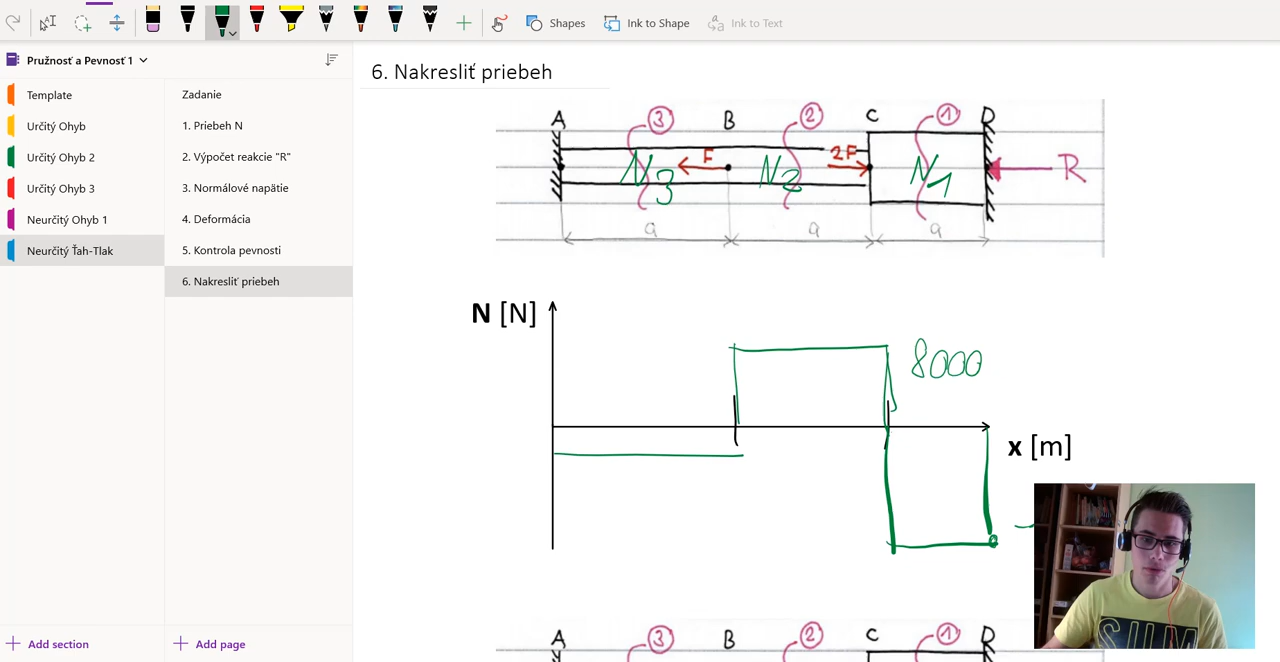 Shapes
Ink to Shape
Ink to Text
Pružnosť a Pevnosť 1
Template
Určitý Ohyb
Určitý Ohyb 2
Určitý Ohyb 3
Neurčitý Ohyb 1
Neurčitý Ťah-Tlak
Add section
Zadanie
1. Priebeh N
2. Výpočet reakcie "R"
3. Normálové napätie
4. Deformácia
5. Kontrola pevnosti
6. Nakresliť priebeh
Add page
6. Nakresliť priebeh
A 3 B 2 C 1 D
N3 F N2 2F N1 R
a a a
N [N]
8000
x [m]
A 3 B 2 C 1 D